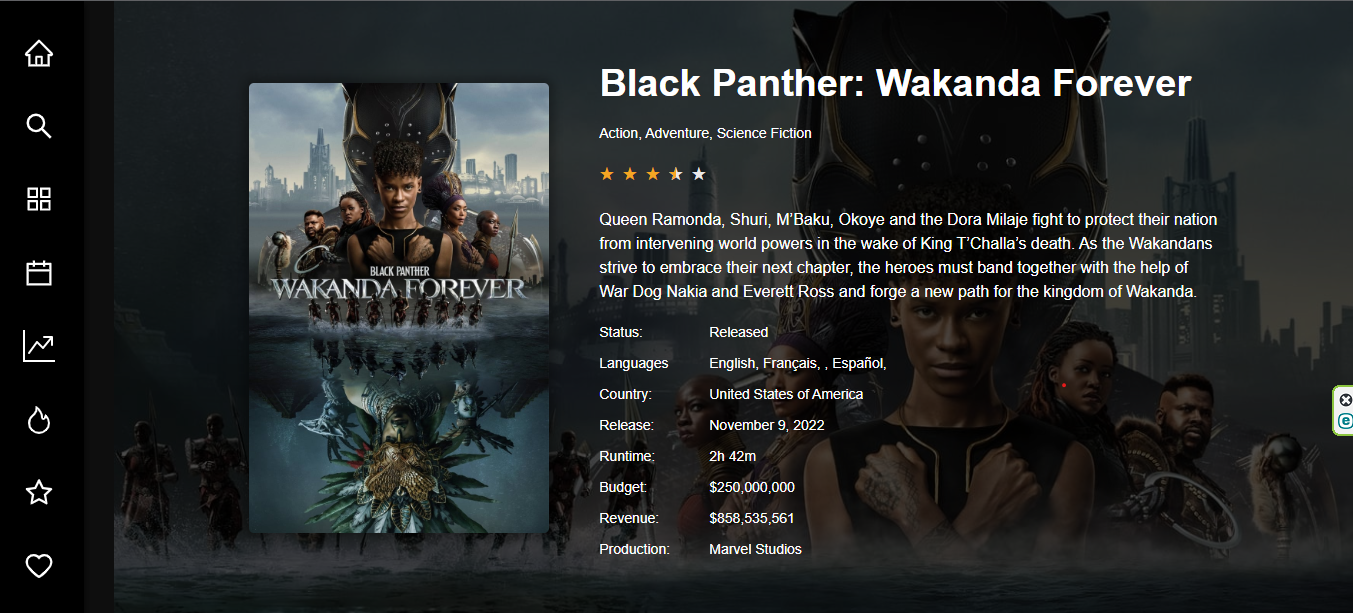 Black Panther: Wakanda Forever
Action, Adventure, Science Fiction
BLACK PANTHER
WAKANDA FOREVER
Queen Ramonda, Shuri, M’Baku, Okoye and the Dora Milaje fight to protect their nation
from intervening world powers in the wake of King T’Challa’s death. As the Wakandans
strive to embrace their next chapter, the heroes must band together with the help of
War Dog Nakia and Everett Ross and forge a new path for the kingdom of Wakanda.
Status: Released
Languages English, Français, , Español,
Country: United States of America
Release: November 9, 2022
Runtime: 2h 42m
Budget: $250,000,000
Revenue: $858,535,561
Production: Marvel Studios
e